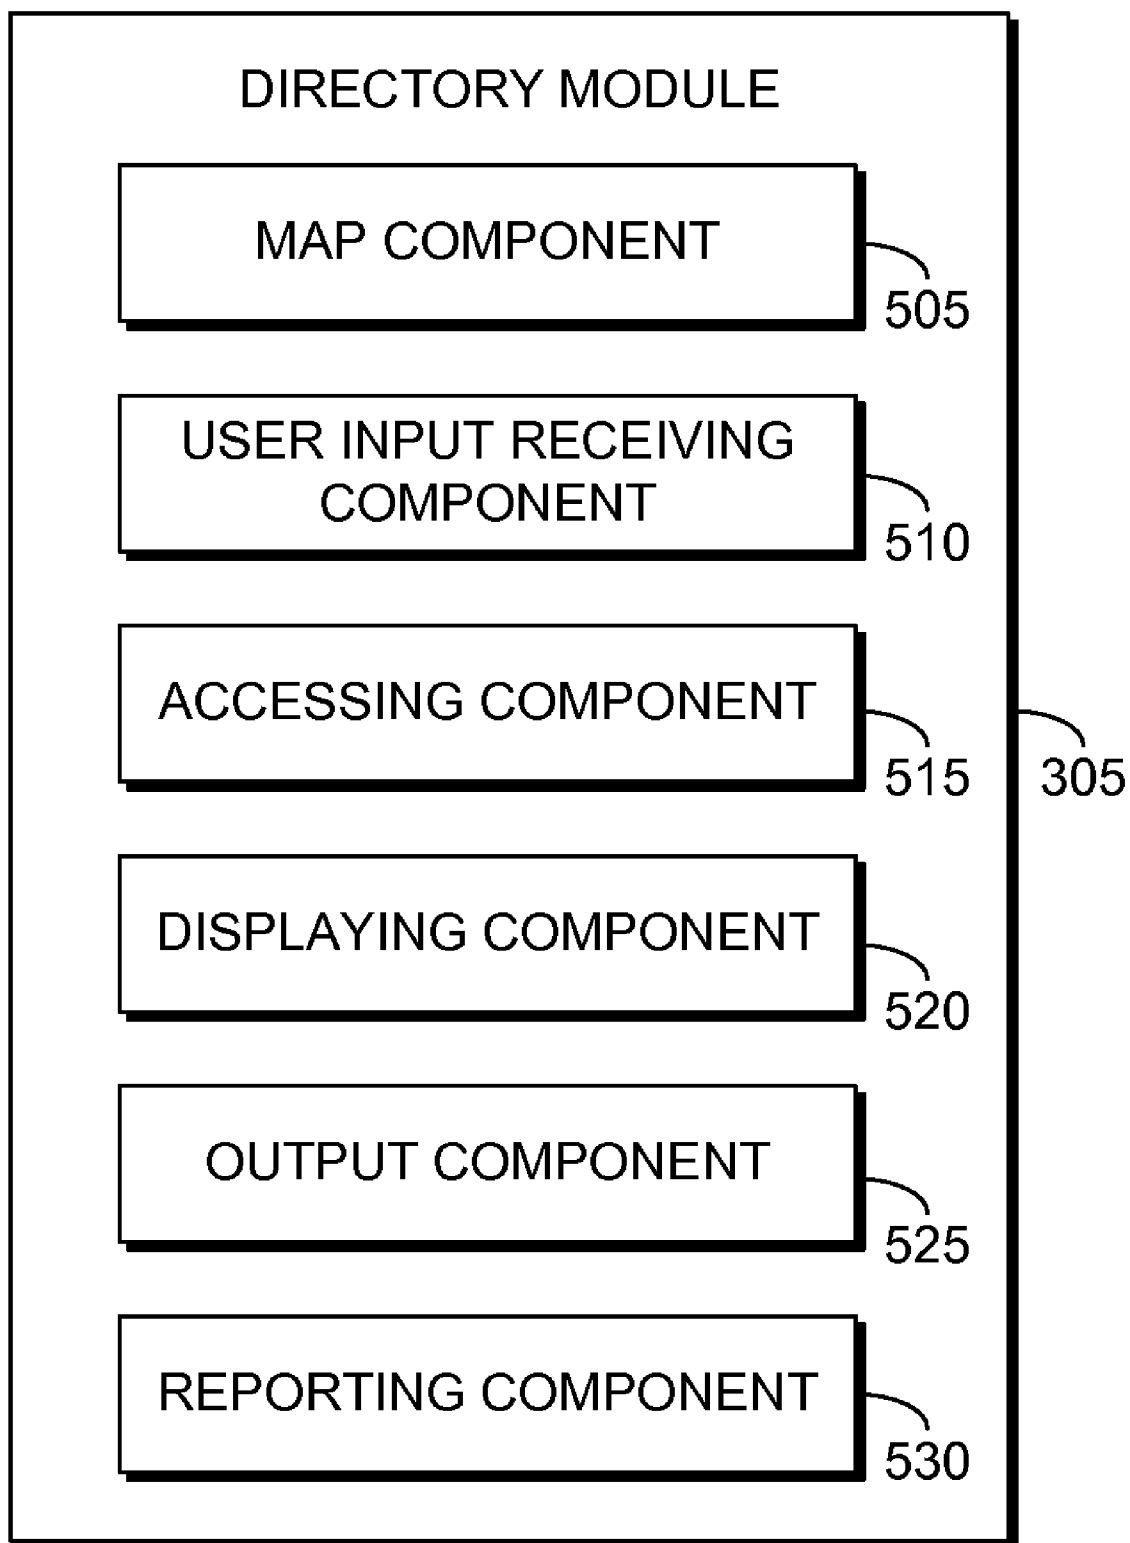 DIRECTORY MODULE
MAP COMPONENT
505
USER INPUT RECEIVING
COMPONENT
510
ACCESSING COMPONENT
515
305
DISPLAYING COMPONENT
520
OUTPUT COMPONENT
525
REPORTING COMPONENT
530